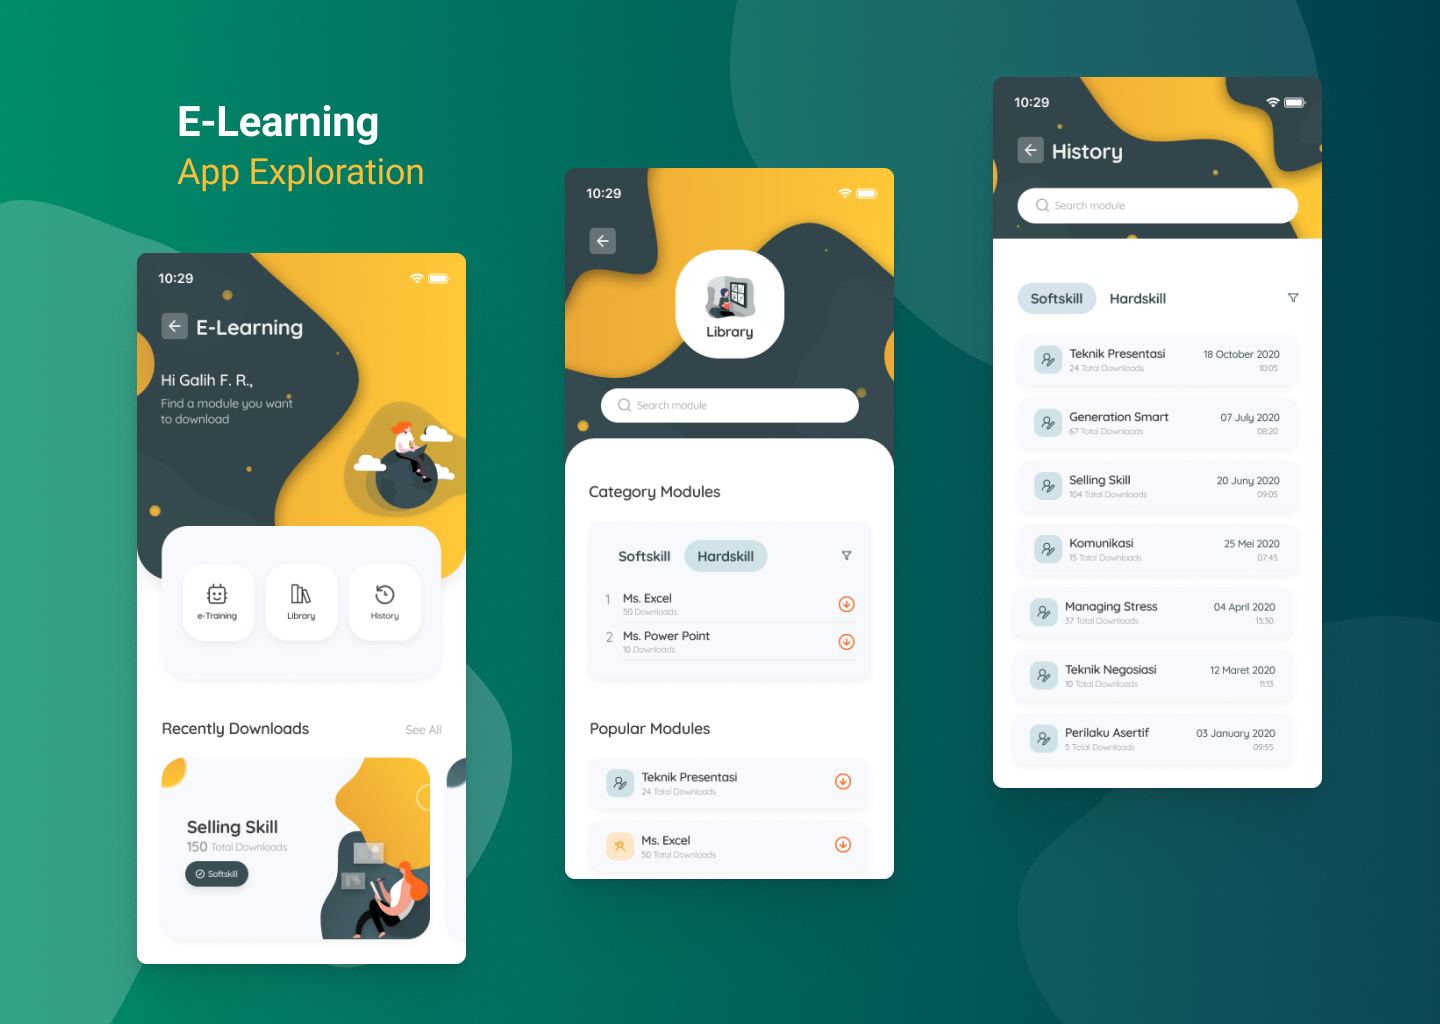 E-Learning
App Exploration
10:29
E-Learning
Hi Galih F. R.,
Find a module you want
to download
e-Training
Library
History
Recently Downloads
See All
Selling Skill
150 Total Downloads
Softskill
10:29
Library
Search module
Category Modules
Softskill
Hardskill
1
Ms. Excel
50 Downloads
2
Ms. Power Point
10 Downloads
Popular Modules
Teknik Presentasi
24 Total Downloads
Ms. Excel
50 Total Downloads
10:29
History
Search module
Softskill
Hardskill
Teknik Presentasi
18 October 2020
24 Total Downloads
10:05
Generation Smart
07 July 2020
67 Total Downloads
08:20
Selling Skill
20 Juny 2020
104 Total Downloads
09:05
Komunikasi
25 Mei 2020
15 Total Downloads
07:45
Managing Stress
04 April 2020
37 Total Downloads
13:30
Teknik Negosiasi
12 Maret 2020
10 Total Downloads
11:13
Perilaku Asertif
03 January 2020
5 Total Downloads
09:55